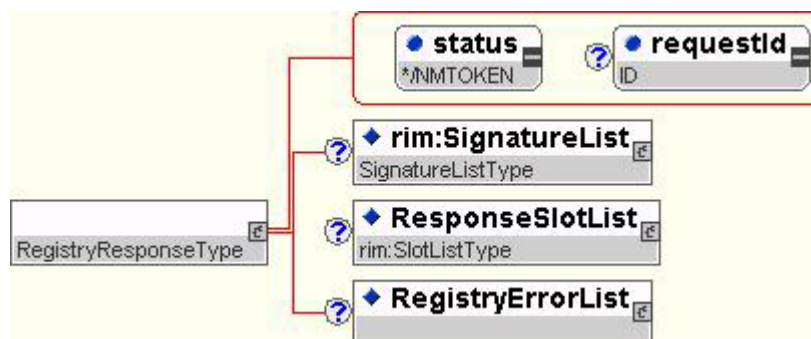 status
*/NMTOKEN
?
requestId
ID
?
rim:SignatureList
SignatureListType
RegistryResponseType
?
ResponseSlotList
rim:SlotListType
?
RegistryErrorList